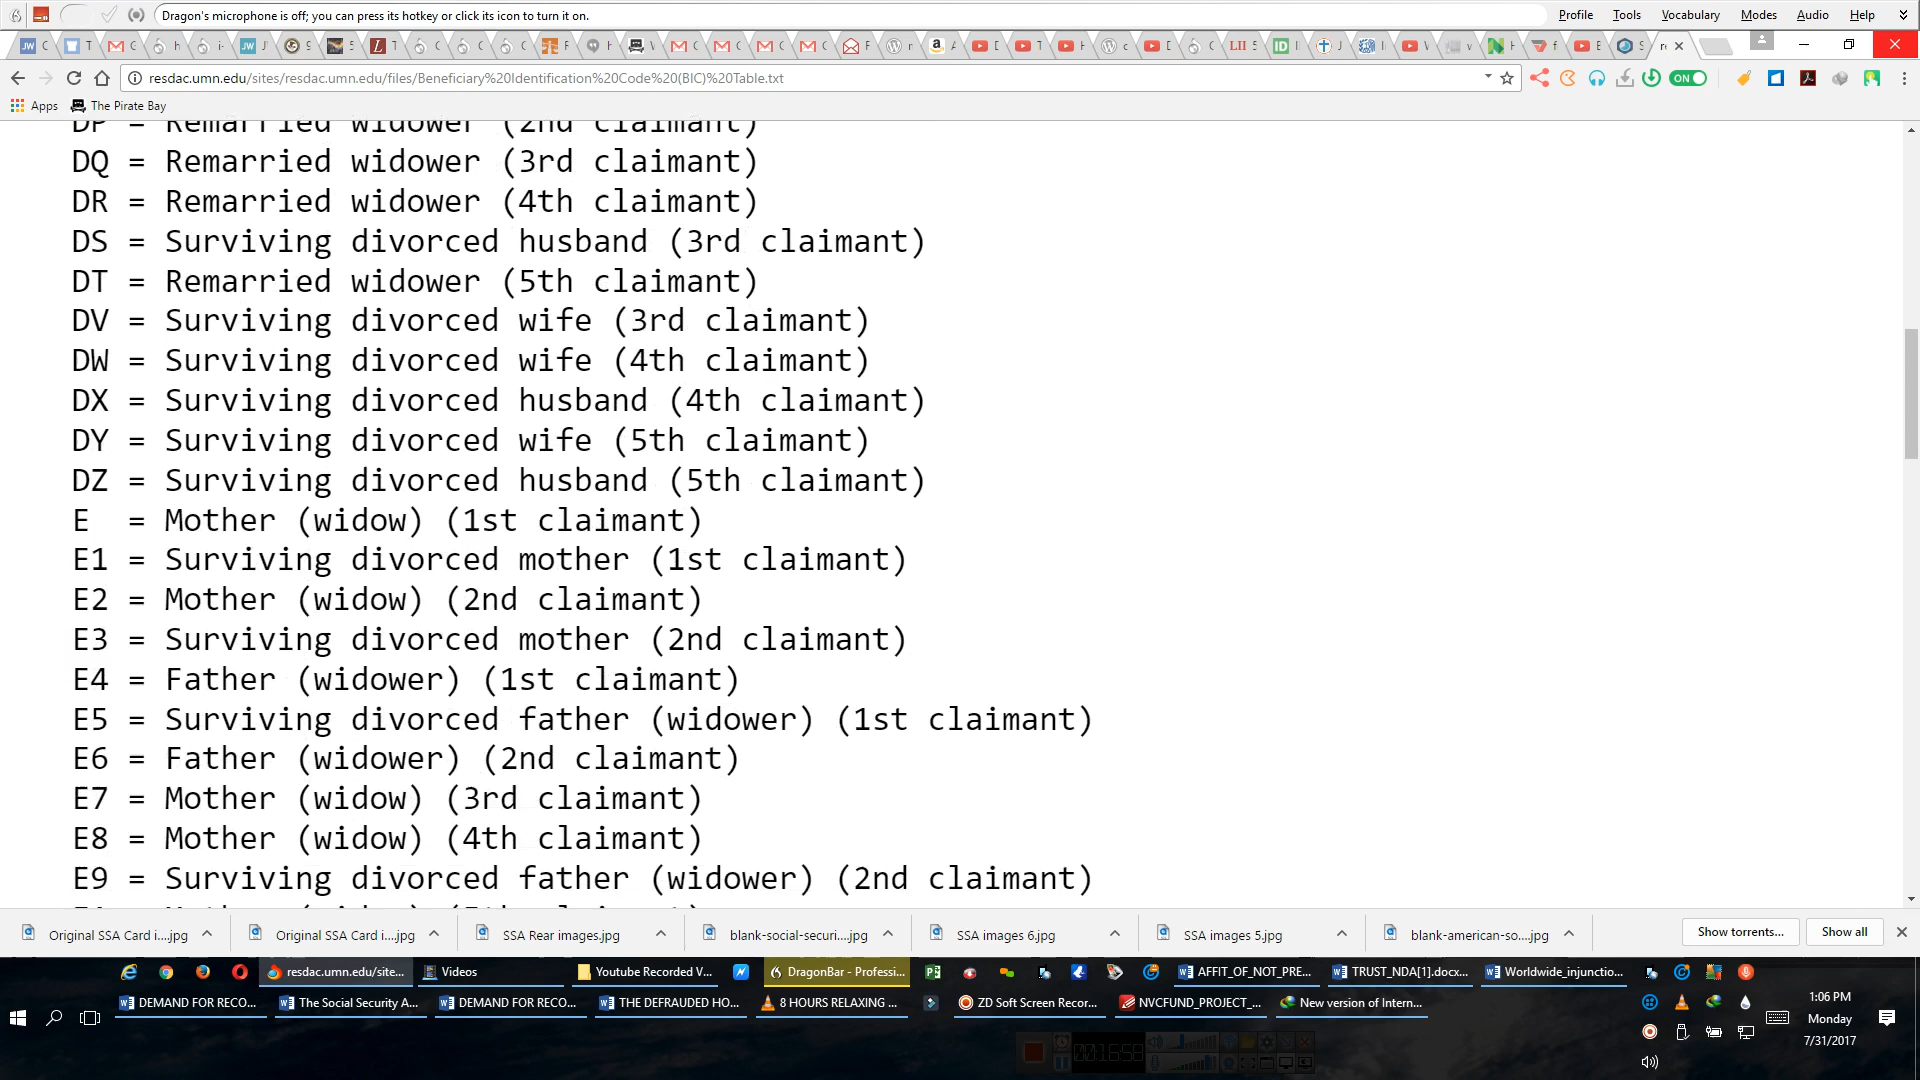 Dragon's microphone is off; you can press its hotkey or click its icon to turn it on.
Profile Tools Vocabulary Modes Audio Help
resdac.umn.edu/sites/resdac.umn.edu/files/Beneficiary%20Identification%20Code%20(BIC)%20Table.txt
ON
Apps The Pirate Bay
DP = Remarried widower (2nd claimant)
DQ = Remarried widower (3rd claimant)
DR = Remarried widower (4th claimant)
DS = Surviving divorced husband (3rd claimant)
DT = Remarried widower (5th claimant)
DV = Surviving divorced wife (3rd claimant)
DW = Surviving divorced wife (4th claimant)
DX = Surviving divorced husband (4th claimant)
DY = Surviving divorced wife (5th claimant)
DZ = Surviving divorced husband (5th claimant)
E = Mother (widow) (1st claimant)
E1 = Surviving divorced mother (1st claimant)
E2 = Mother (widow) (2nd claimant)
E3 = Surviving divorced mother (2nd claimant)
E4 = Father (widower) (1st claimant)
E5 = Surviving divorced father (widower) (1st claimant)
E6 = Father (widower) (2nd claimant)
E7 = Mother (widow) (3rd claimant)
E8 = Mother (widow) (4th claimant)
E9 = Surviving divorced father (widower) (2nd claimant)
Original SSA Card i....jpg Original SSA Card i....jpg SSA Rear images.jpg blank-social-securi....jpg SSA images 6.jpg SSA images 5.jpg blank-american-so....jpg Show torrents... Show all
resdac.umn.edu/site... Videos Youtube Recorded V... DragonBar - Professi... AFFIT_OF_NOT_PRE... TRUST_NDA[1].docx... Worldwide_injunctio...
DEMAND FOR RECO... The Social Security A... DEMAND FOR RECO... THE DEFRAUDED HO... 8 HOURS RELAXING ... ZD Soft Screen Recor... NVCFUND_PROJECT_... New version of Intern...
1:06 PM
Monday
7/31/2017